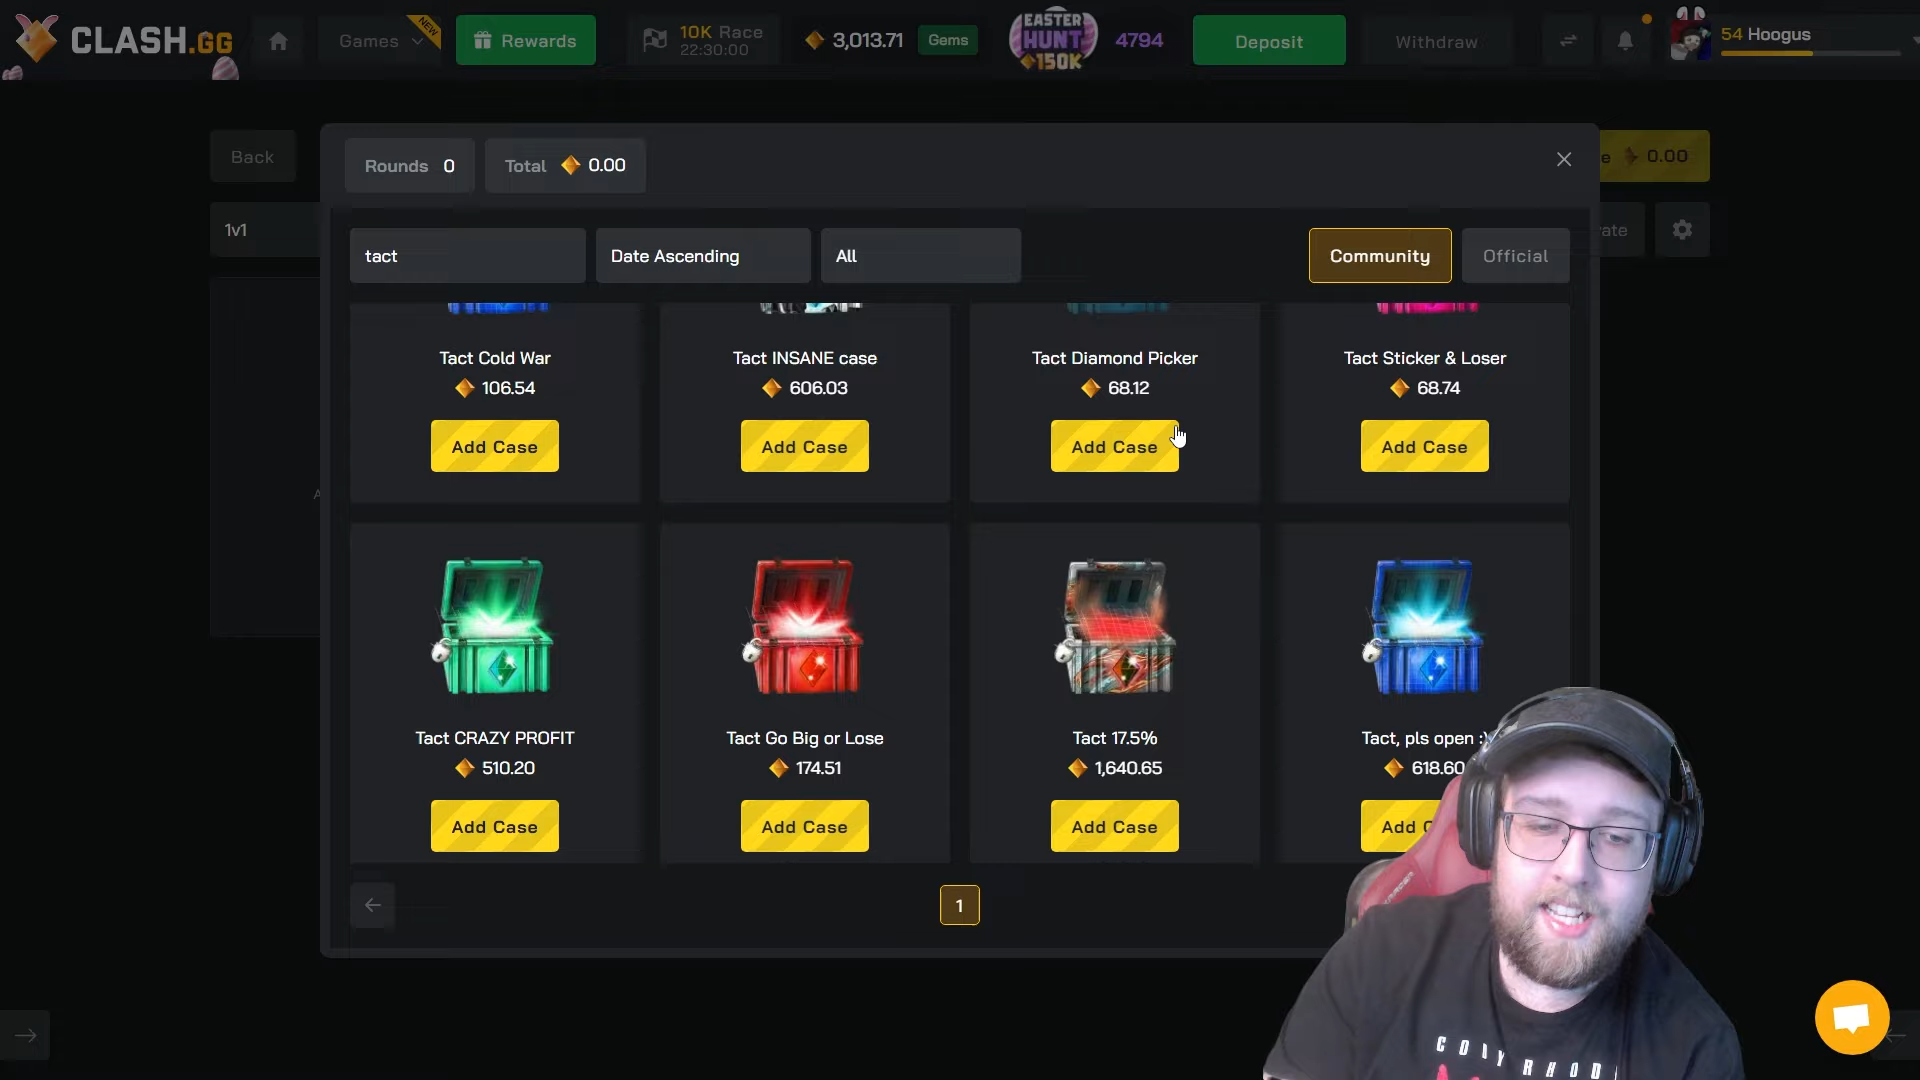 CLASH.GG
Games
NEW
Rewards
10K Race
22:30:00
3,013.71
Gems
EASTER
HUNT
150K
4794
Deposit
Withdraw
54 Hoogus
Back
Rounds 0
Total 0.00
0.00
1v1
tact
Date Ascending
All
Community
Official
Tact Cold War
106.54
Add Case
Tact INSANE case
606.03
Add Case
Tact Diamond Picker
68.12
Add Case
Tact Sticker & Loser
68.74
Add Case
Tact CRAZY PROFIT
510.20
Add Case
Tact Go Big or Lose
174.51
Add Case
Tact 17.5%
1,640.65
Add Case
Tact, pls open :)
618.60
Add
1
CODY RHOD